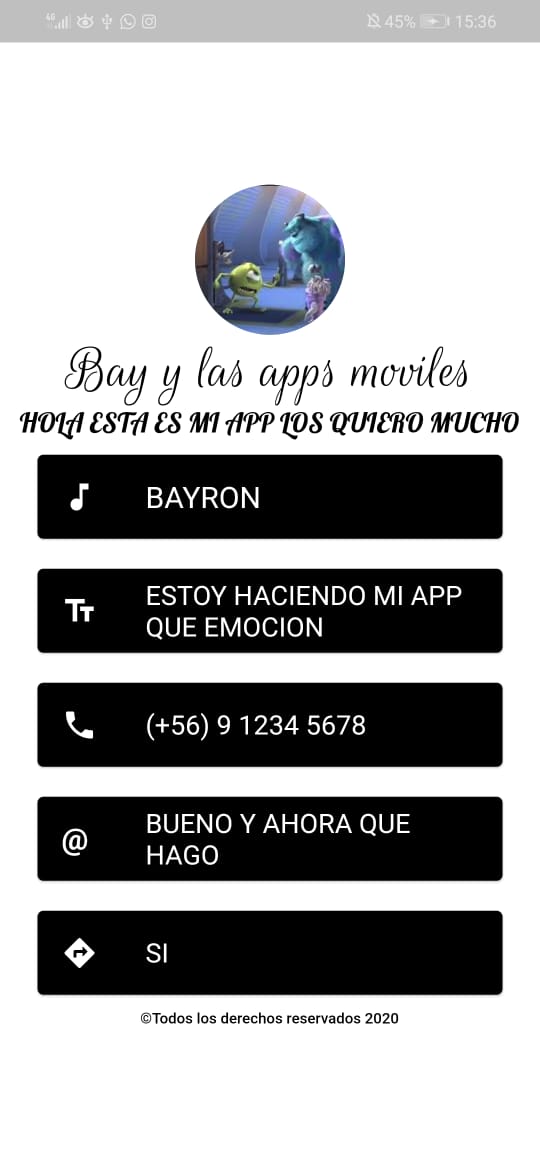 4G 45% 15:36
Bay y las apps moviles
HOLA ESTA ES MI APP LOS QUIERO MUCHO
BAYRON
Tт ESTOY HACIENDO MI APP
QUE EMOCION
(+56) 9 1234 5678
@ BUENO Y AHORA QUE
HAGO
SI
©Todos los derechos reservados 2020